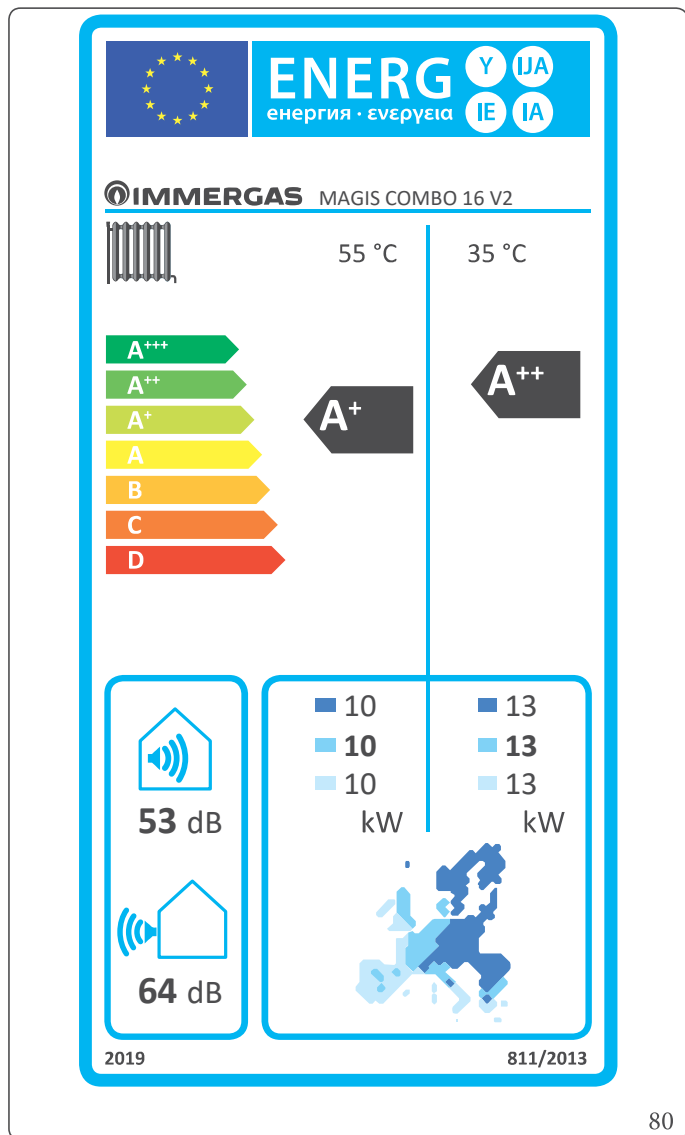 ENERG Y IJA
енергия · ενεργεια IE IA
IMMERGAS MAGIS COMBO 16 V2
55 °C 35 °C
A+++
A++
A+
A
B
C
D
A+
A++
10 13
10 13
10 13
kW kW
53 dB
64 dB
2019 811/2013
80